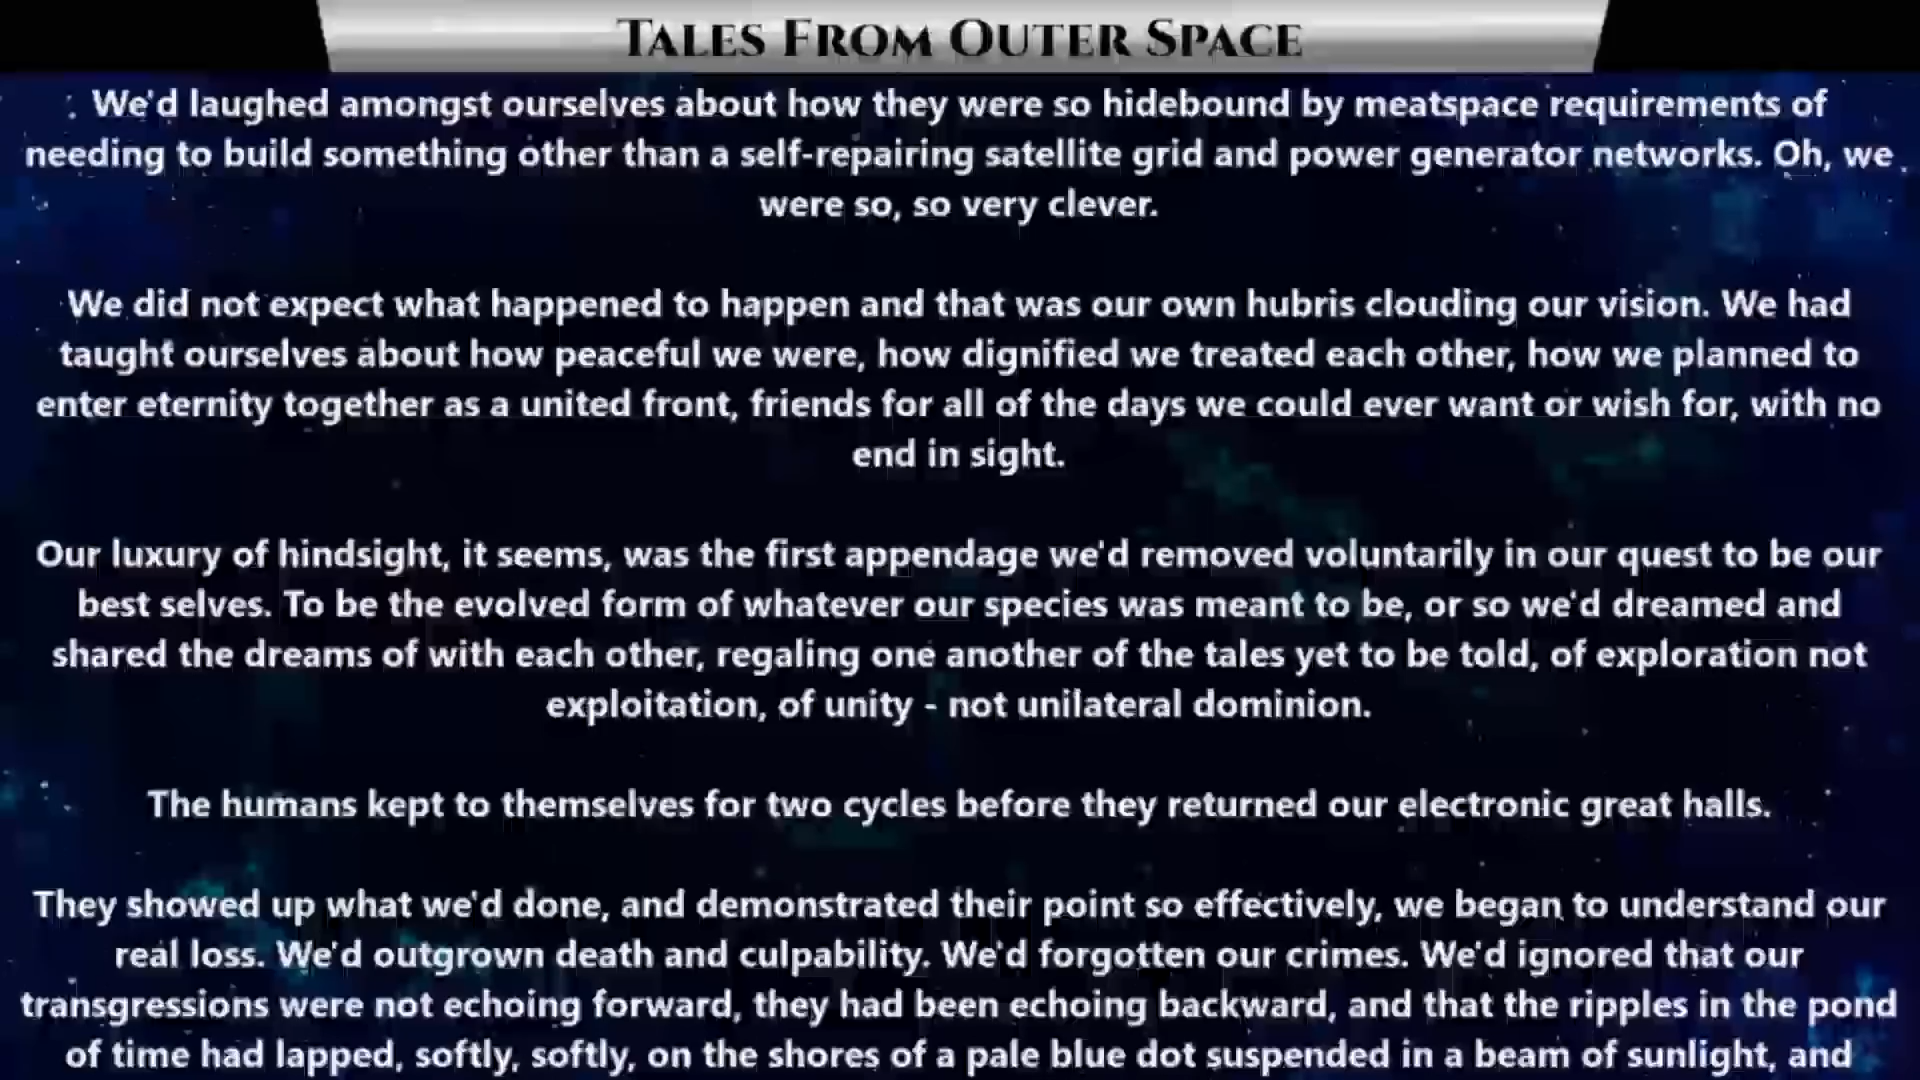 TALES FROM OUTER SPACE
We'd laughed amongst ourselves about how they were so hidebound by meatspace requirements of
needing to build something other than a self-repairing satellite grid and power generator networks. Oh, we
were so, so very clever.
We did not expect what happened to happen and that was our own hubris clouding our vision. We had
taught ourselves about how peaceful we were, how dignified we treated each other, how we planned to
enter eternity together as a united front, friends for all of the days we could ever want or wish for, with no
end in sight.
Our luxury of hindsight, it seems, was the first appendage we'd removed voluntarily in our quest to be our
best selves. To be the evolved form of whatever our species was meant to be, or so we'd dreamed and
shared the dreams of with each other, regaling one another of the tales yet to be told, of exploration not
exploitation, of unity - not unilateral dominion.
The humans kept to themselves for two cycles before they returned our electronic great halls.
They showed up what we'd done, and demonstrated their point so effectively, we began to understand our
real loss. We'd outgrown death and culpability. We'd forgotten our crimes. We'd ignored that our
transgressions were not echoing forward, they had been echoing backward, and that the ripples in the pond
of time had lapped, softly, softly, on the shores of a pale blue dot suspended in a beam of sunlight, and